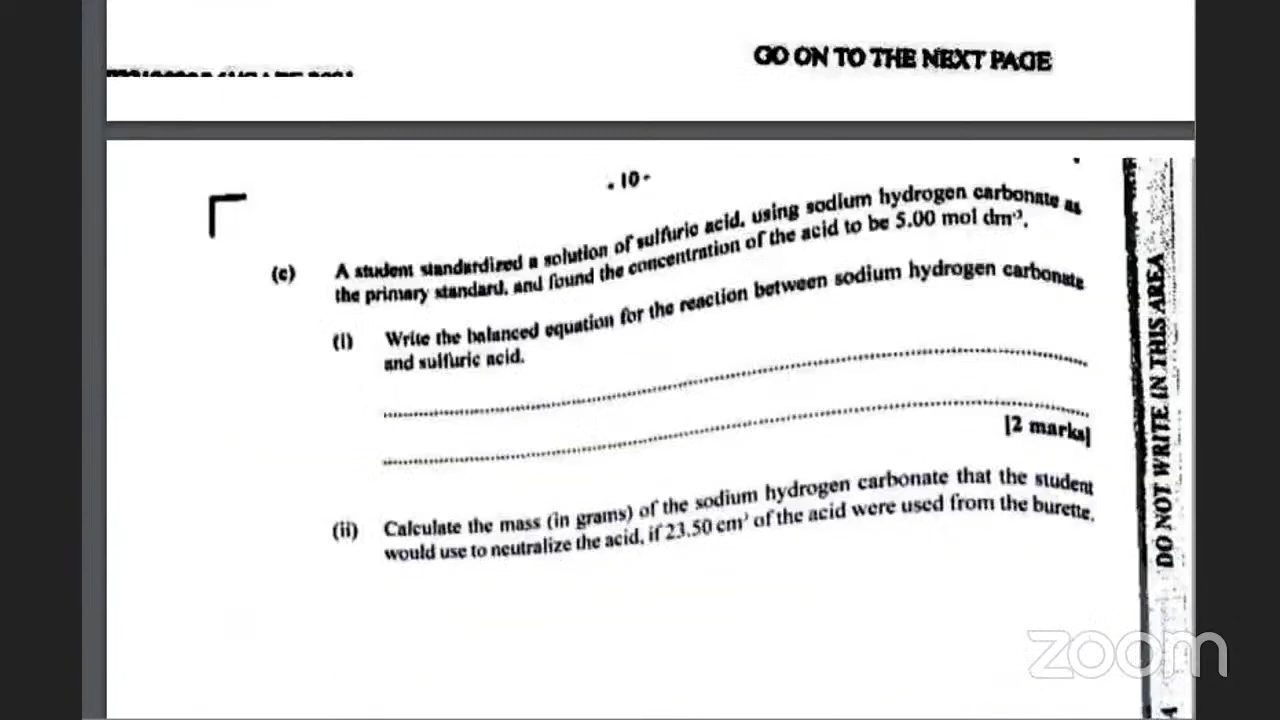 GO ON TO THE NEXT PAGE
- 10 -
(c) A student standardized a solution of sulfuric acid, using sodium hydrogen carbonate as
the primary standard, and found the concentration of the acid to be 5.00 mol dm⁻³.
(i) Write the balanced equation for the reaction between sodium hydrogen carbonate
and sulfuric acid.
[2 marks]
(ii) Calculate the mass (in grams) of the sodium hydrogen carbonate that the student
would use to neutralize the acid, if 23.50 cm³ of the acid were used from the burette.
DO NOT WRITE IN THIS AREA
zoom